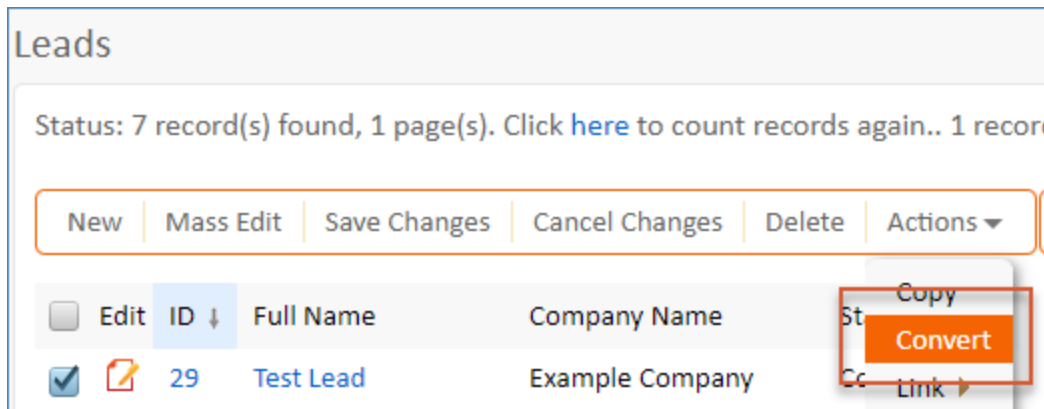 Leads
Status: 7 record(s) found, 1 page(s). Click here to count records again.. 1
New Mass Edit Save Changes Cancel Changes Delete Actions
Copy
Edit ID Full Name Company Name
Convert
29 Test Lead Example Company
Link